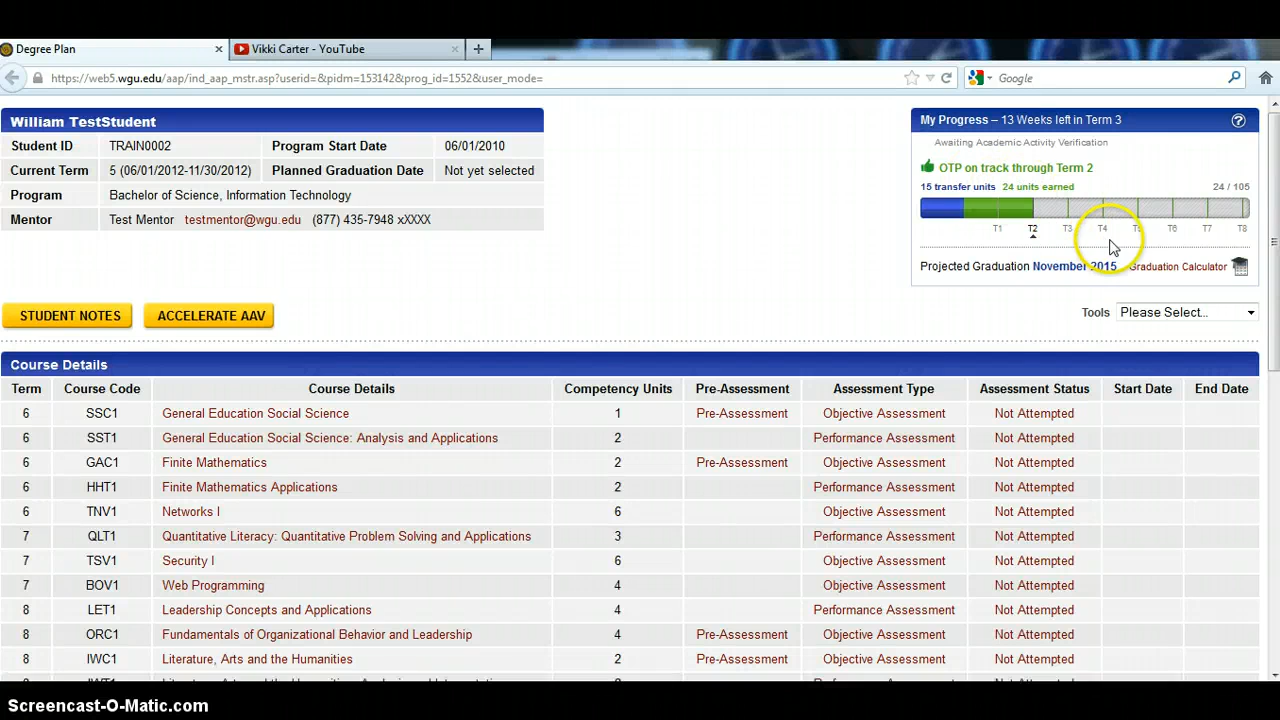 Degree Plan
Vikki Carter - YouTube
https://web5.wgu.edu/aap/ind_aap_mstr.asp?userid=&pidm=153142&prog_id=1552&user_mode=
Google
William TestStudent
Student ID TRAIN0002 Program Start Date 06/01/2010
Current Term 5 (06/01/2012-11/30/2012) Planned Graduation Date Not yet selected
Program Bachelor of Science, Information Technology
Mentor Test Mentor testmentor@wgu.edu (877) 435-7948 xXXXX
My Progress – 13 Weeks left in Term 3 ?
Awaiting Academic Activity Verification
OTP on track through Term 2
15 transfer units 24 units earned 24 / 105
T1 T2 T3 T4 T6 T7 T8
Projected Graduation November 2015 Graduation Calculator
STUDENT NOTES ACCELERATE AAV
Tools Please Select...
Course Details
Term Course Code Course Details Competency Units Pre-Assessment Assessment Type Assessment Status Start Date End Date
6 SSC1 General Education Social Science 1 Pre-Assessment Objective Assessment Not Attempted
6 SST1 General Education Social Science: Analysis and Applications 2 Performance Assessment Not Attempted
6 GAC1 Finite Mathematics 2 Pre-Assessment Objective Assessment Not Attempted
6 HHT1 Finite Mathematics Applications 2 Performance Assessment Not Attempted
6 TNV1 Networks I 6 Objective Assessment Not Attempted
7 QLT1 Quantitative Literacy: Quantitative Problem Solving and Applications 3 Performance Assessment Not Attempted
7 TSV1 Security I 6 Objective Assessment Not Attempted
7 BOV1 Web Programming 4 Objective Assessment Not Attempted
8 LET1 Leadership Concepts and Applications 4 Performance Assessment Not Attempted
8 ORC1 Fundamentals of Organizational Behavior and Leadership 4 Pre-Assessment Objective Assessment Not Attempted
8 IWC1 Literature, Arts and the Humanities 2 Pre-Assessment Objective Assessment Not Attempted
Screencast-O-Matic.com